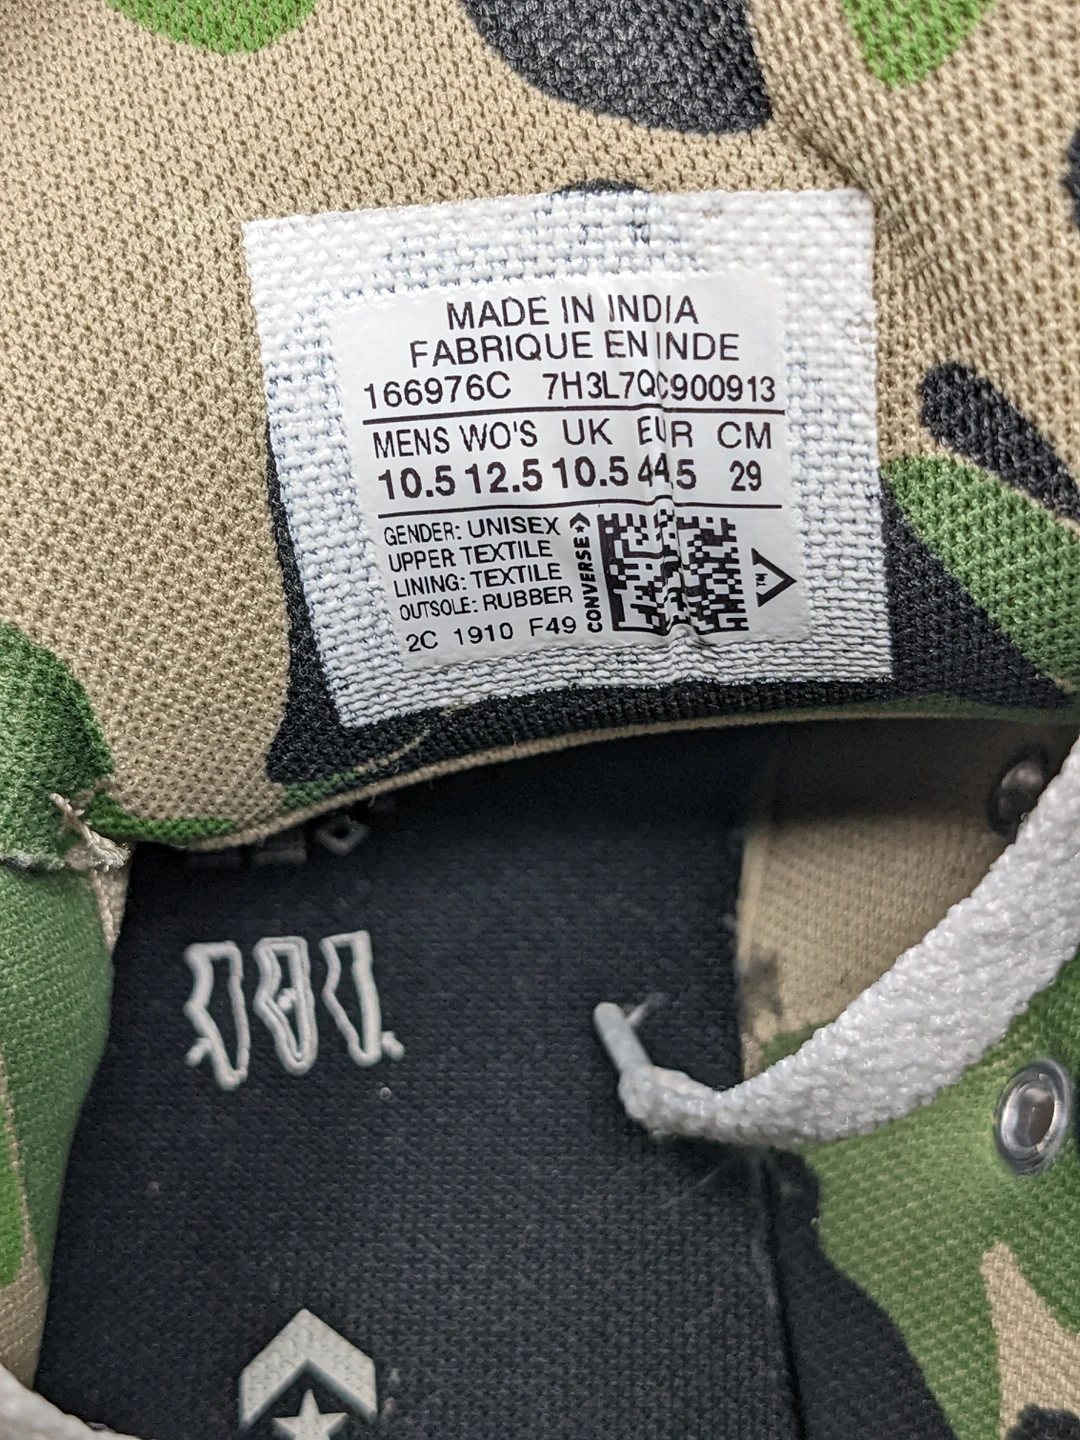 MADE IN INDIA
FABRIQUE EN INDE
166976C 7H3L7QC900913
MENS WO'S UK EUR CM
10.5 12.5 10.5 44.5 29
GENDER: UNISEX
UPPER TEXTILE
LINING: TEXTILE
OUTSOLE: RUBBER
2C 1910 F49
CONVERSE
TM